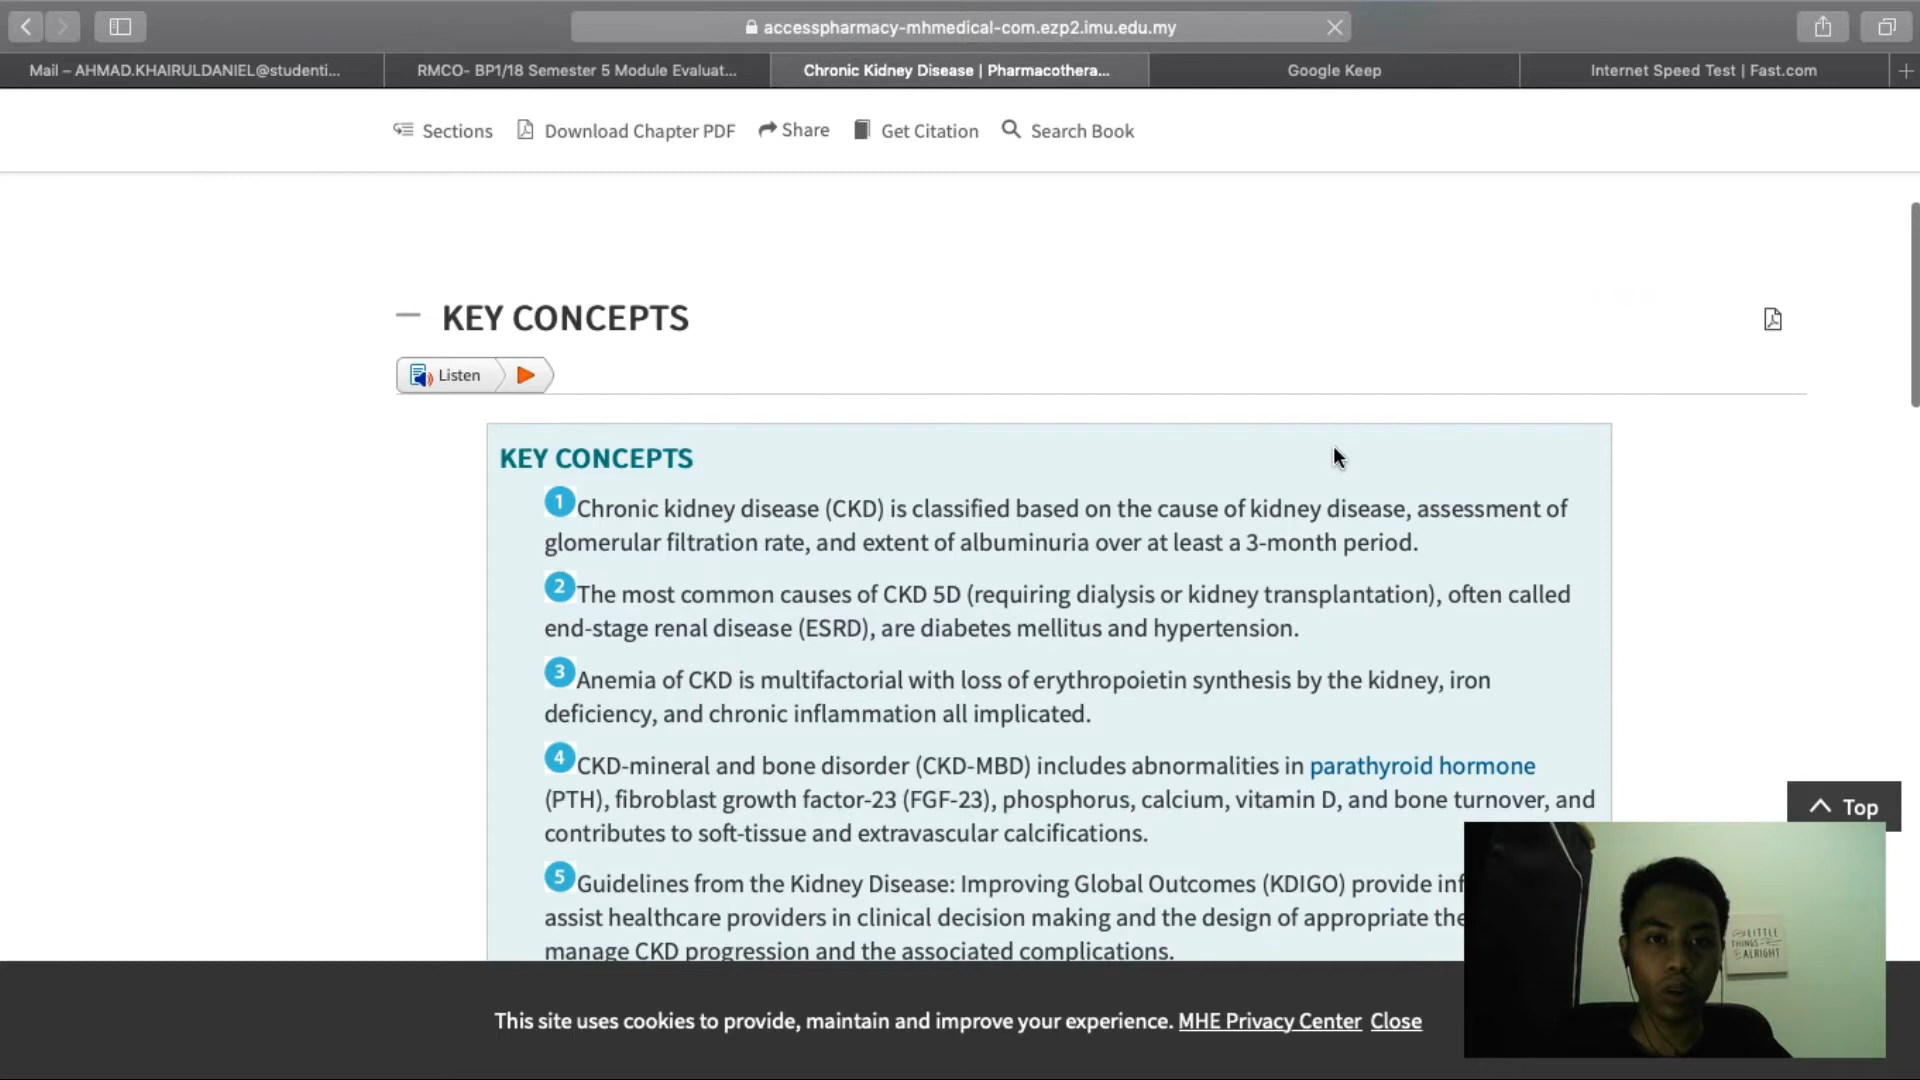 accesspharmacy-mhmedical-com.ezp2.imu.edu.my
Mail – AHMAD.KHAIRULDANIEL@studenti...
RMCO- BP1/18 Semester 5 Module Evaluat...
Chronic Kidney Disease | Pharmacothera...
Google Keep
Internet Speed Test | Fast.com
Sections
Download Chapter PDF
Share
Get Citation
Search Book
KEY CONCEPTS
Listen
KEY CONCEPTS
1 Chronic kidney disease (CKD) is classified based on the cause of kidney disease, assessment of
glomerular filtration rate, and extent of albuminuria over at least a 3-month period.
2 The most common causes of CKD 5D (requiring dialysis or kidney transplantation), often called
end-stage renal disease (ESRD), are diabetes mellitus and hypertension.
3 Anemia of CKD is multifactorial with loss of erythropoietin synthesis by the kidney, iron
deficiency, and chronic inflammation all implicated.
4 CKD-mineral and bone disorder (CKD-MBD) includes abnormalities in parathyroid hormone
(PTH), fibroblast growth factor-23 (FGF-23), phosphorus, calcium, vitamin D, and bone turnover, and
contributes to soft-tissue and extravascular calcifications.
5 Guidelines from the Kidney Disease: Improving Global Outcomes (KDIGO) provide inf
assist healthcare providers in clinical decision making and the design of appropriate the
manage CKD progression and the associated complications.
Top
LITTLE
THINGS
ALRIGHT
This site uses cookies to provide, maintain and improve your experience. MHE Privacy Center Close